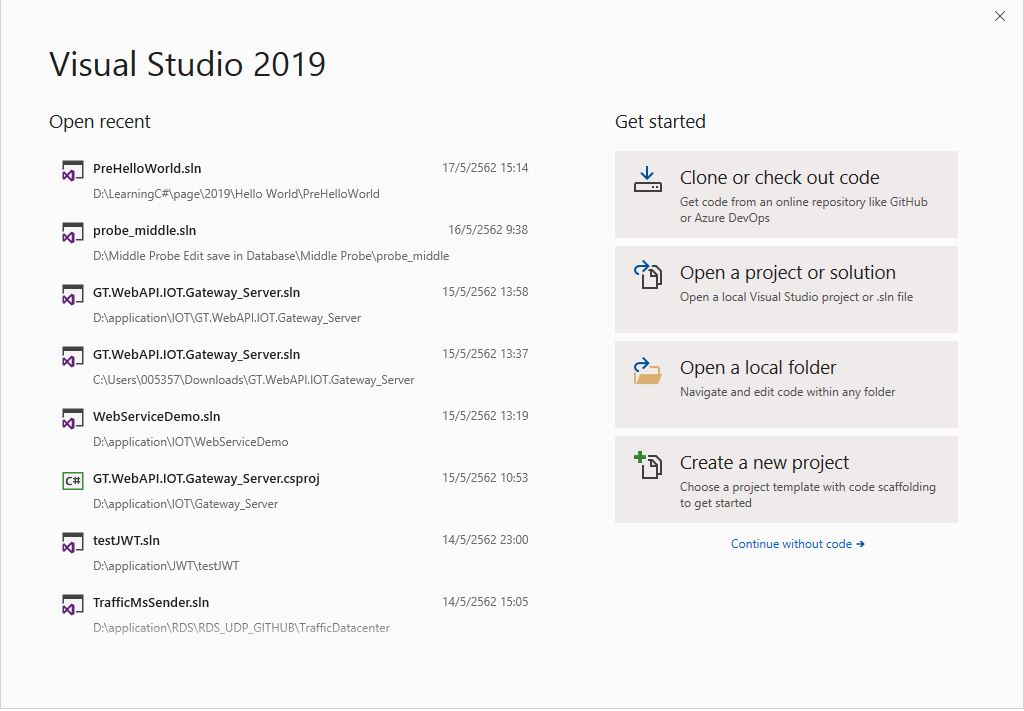 Visual Studio 2019
Open recent
PreHelloWorld.sln 17/5/2562 15:14
D:\LearningC#\page\2019\Hello World\PreHelloWorld
probe_middle.sln 16/5/2562 9:38
D:\Middle Probe Edit save in Database\Middle Probe\probe_middle
GT.WebAPI.IOT.Gateway_Server.sln 15/5/2562 13:58
D:\application\IOT\GT.WebAPI.IOT.Gateway_Server
GT.WebAPI.IOT.Gateway_Server.sln 15/5/2562 13:37
C:\Users\005357\Downloads\GT.WebAPI.IOT.Gateway_Server
WebServiceDemo.sln 15/5/2562 13:19
D:\application\IOT\WebServiceDemo
C# GT.WebAPI.IOT.Gateway_Server.csproj 15/5/2562 10:53
D:\application\IOT\Gateway_Server
testJWT.sln 14/5/2562 23:00
D:\application\JWT\testJWT
TrafficMsSender.sln 14/5/2562 15:05
D:\application\RDS\RDS_UDP_GITHUB\TrafficDatacenter
Get started
Clone or check out code
Get code from an online repository like GitHub
or Azure DevOps
Open a project or solution
Open a local Visual Studio project or .sln file
Open a local folder
Navigate and edit code within any folder
Create a new project
Choose a project template with code scaffolding
to get started
Continue without code →